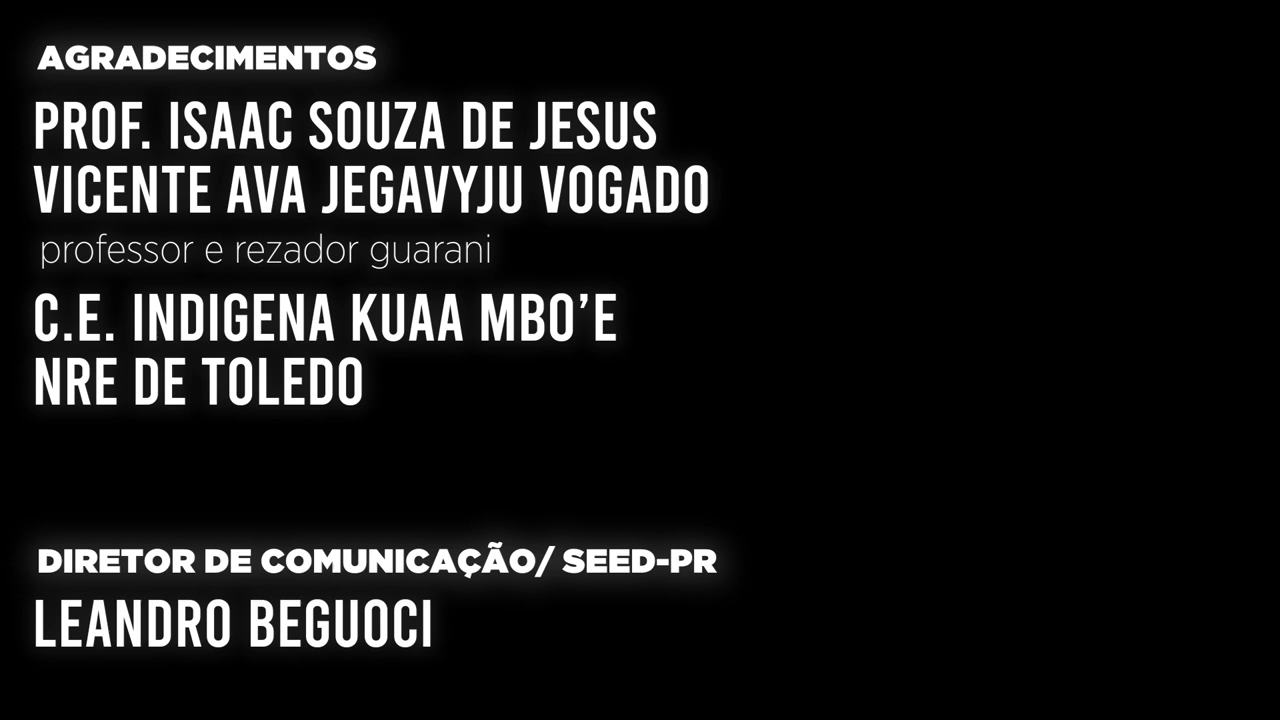 AGRADECIMENTOS
PROF. ISAAC SOUZA DE JESUS
VICENTE AVA JEGAVYJU VOGADO
professor e rezador guarani
C.E. INDIGENA KUAA MBO’E
NRE DE TOLEDO
DIRETOR DE COMUNICAÇÃO/ SEED-PR
LEANDRO BEGUOCI